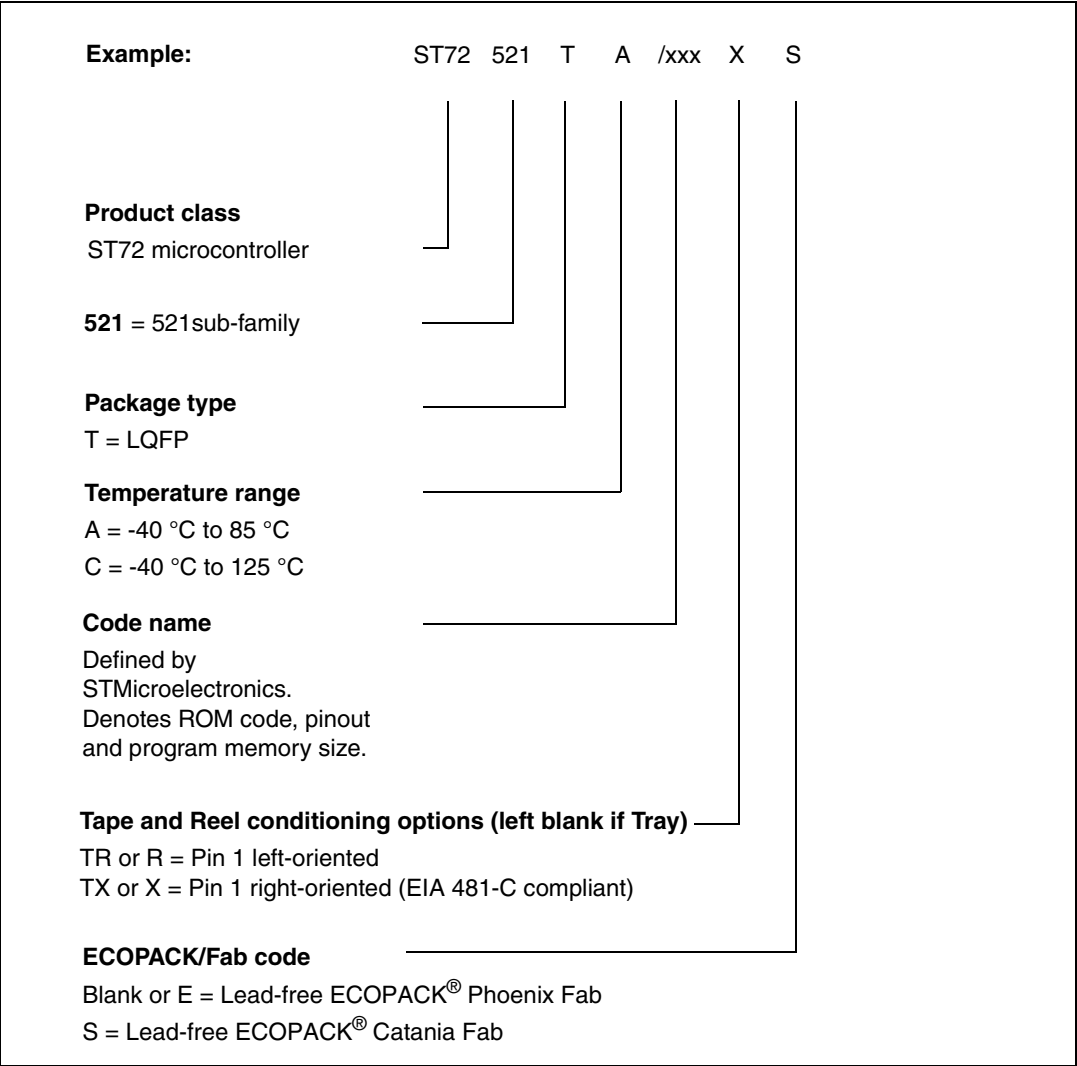 Example: ST72 521 T A /xxx X S
Product class
ST72 microcontroller
521 = 521sub-family
Package type
T = LQFP
Temperature range
A = -40 °C to 85 °C
C = -40 °C to 125 °C
Code name
Defined by
STMicroelectronics.
Denotes ROM code, pinout
and program memory size.
Tape and Reel conditioning options (left blank if Tray)
TR or R = Pin 1 left-oriented
TX or X = Pin 1 right-oriented (EIA 481-C compliant)
ECOPACK/Fab code
Blank or E = Lead-free ECOPACK® Phoenix Fab
S = Lead-free ECOPACK® Catania Fab